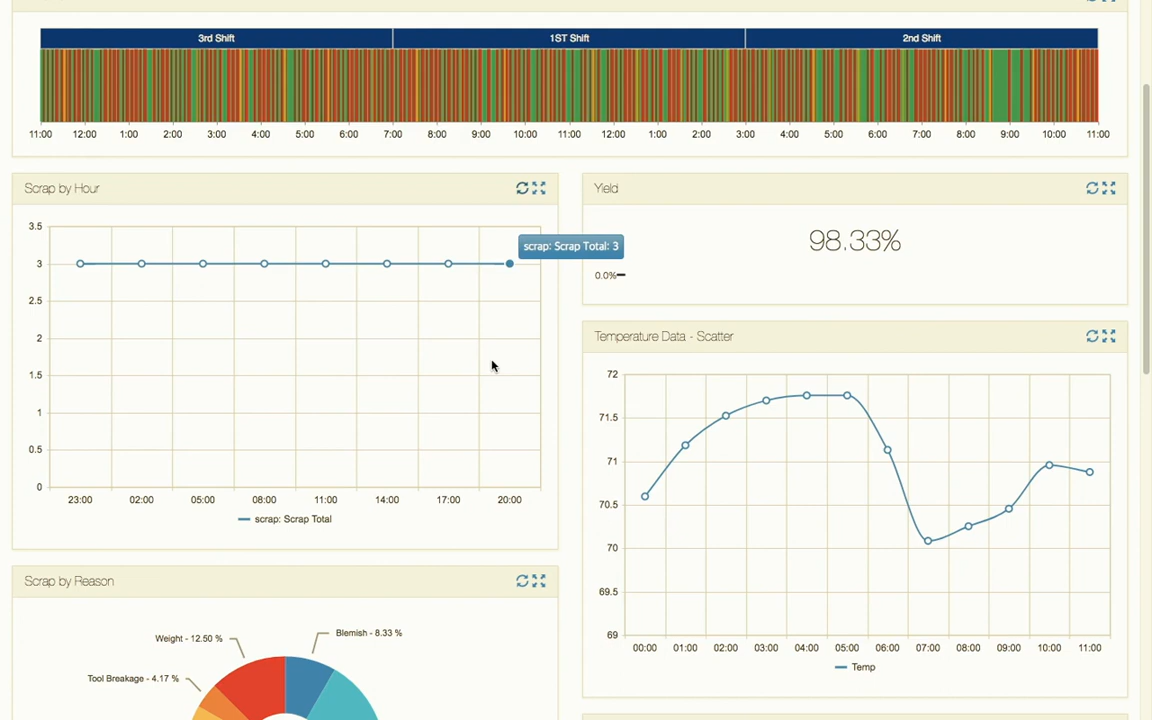 3rd Shift 1ST Shift 2nd Shift
11:00 12:00 1:00 2:00 3:00 4:00 5:00 6:00 7:00 8:00 9:00 10:00 11:00 12:00 1:00 2:00 3:00 4:00 5:00 6:00 7:00 8:00 9:00 10:00 11:00
Scrap by Hour
3.5
3
2.5
2
1.5
1
0.5
0
23:00 02:00 05:00 08:00 11:00 14:00 17:00 20:00
scrap: Scrap Total
scrap: Scrap Total: 3
Yield
98.33%
0.0%
Temperature Data - Scatter
72
71.5
71
70.5
70
69.5
69
00:00 01:00 02:00 03:00 04:00 05:00 06:00 07:00 08:00 09:00 10:00 11:00
Temp
Scrap by Reason
Weight - 12.50 %
Blemish - 8.33 %
Tool Breakage - 4.17 %